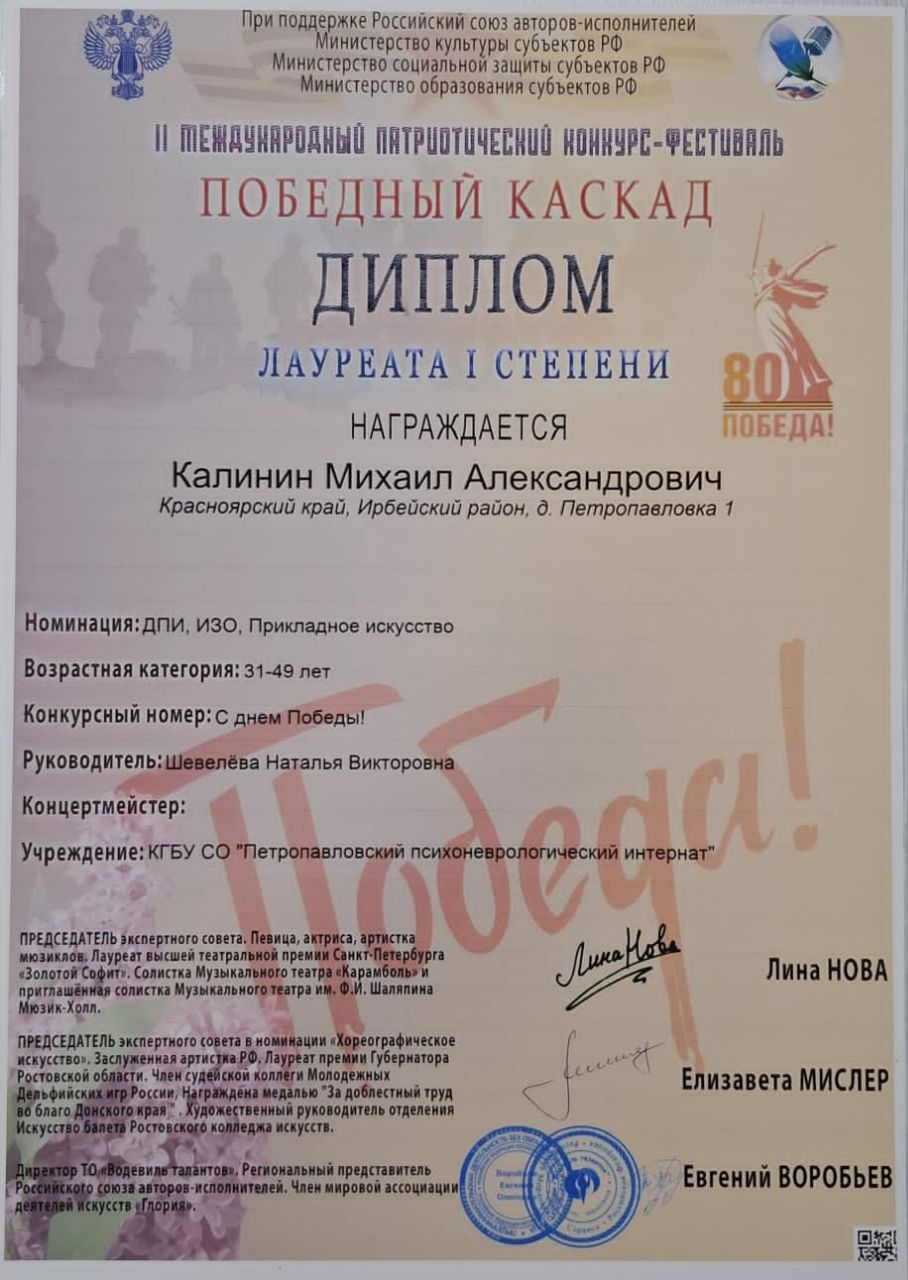 При поддержке Российский союз авторов-исполнителей
Министерство культуры субъектов РФ
Министерство социальной защиты субъектов РФ
Министерство образования субъектов РФ
II МЕЖДУНАРОДНЫЙ ПАТРИОТИЧЕСКИЙ КОНКУРС-ФЕСТИВАЛЬ
ПОБЕДНЫЙ КАСКАД
ДИПЛОМ
ЛАУРЕАТА I СТЕПЕНИ
80
ПОБЕДА!
НАГРАЖДАЕТСЯ
Калинин Михаил Александрович
Красноярский край, Ирбейский район, д. Петропавловка 1
Номинация: ДПИ, ИЗО, Прикладное искусство
Возрастная категория: 31-49 лет
Конкурсный номер: С днем Победы!
Руководитель: Шевелёва Наталья Викторовна
Концертмейстер:
Учреждение: КГБУ СО "Петропавловский психоневрологический интернат"
Победа!
ПРЕДСЕДАТЕЛЬ экспертного совета. Певица, актриса, артистка
мюзиклов. Лауреат высшей театральной премии Санкт-Петербурга
«Золотой Софит». Солистка Музыкального театра «Карамболь» и
приглашённая солистка Музыкального театра им. Ф.И. Шаляпина
Мюзик-Холл.
Лина Нова
Лина НОВА
ПРЕДСЕДАТЕЛЬ экспертного совета в номинации «Хореографическое
искусство». Заслуженная артистка РФ. Лауреат премии Губернатора
Ростовской области. Член судейской коллеги Молодежных
Дельфийских игр России, Награждена медалью "За доблестный труд
во благо Донского края " . Художественный руководитель отделения
Искусство балета Ростовского колледжа искусств.
Елизавета МИСЛЕР
Директор ТО «Водевиль талантов». Региональный представитель
Российского союза авторов-исполнителей. Член мировой ассоциации
деятелей искусств «Глория».
Евгений ВОРОБЬЕВ